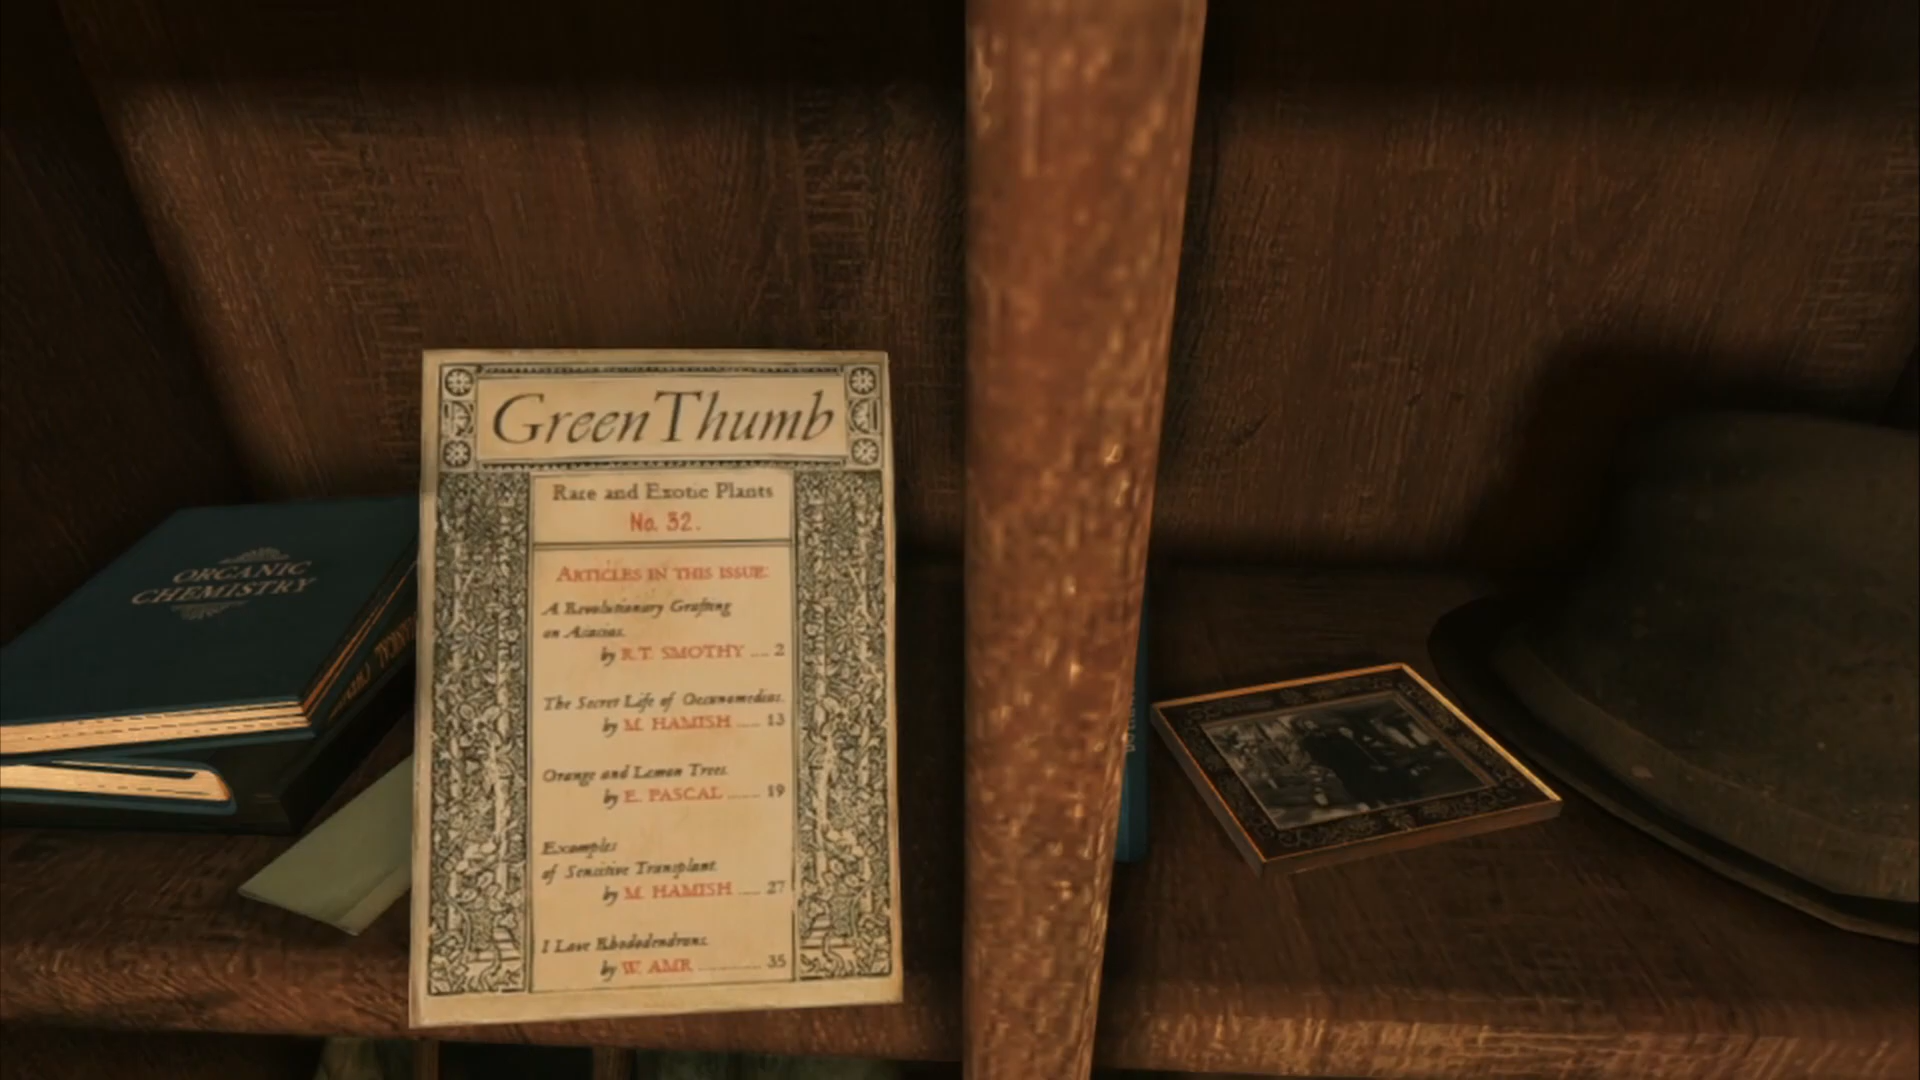 Green Thumb
Rare and Exotic Plants
No. 32.
ARTICLES IN THIS ISSUE:
A Revolutionary Grafting
on Acacias.
by R.T. SMOTHY .... 2
The Secret Life of
by M. HAMISH ..... 13
Orange and Lemon Trees.
by E. PASCAL ....... 19
Examples
of Sensitive Transplant.
by M. HAMISH ..... 27
I Love Rhododendrons.
by W. AMR ............. 35
ORGANIC
CHEMISTRY